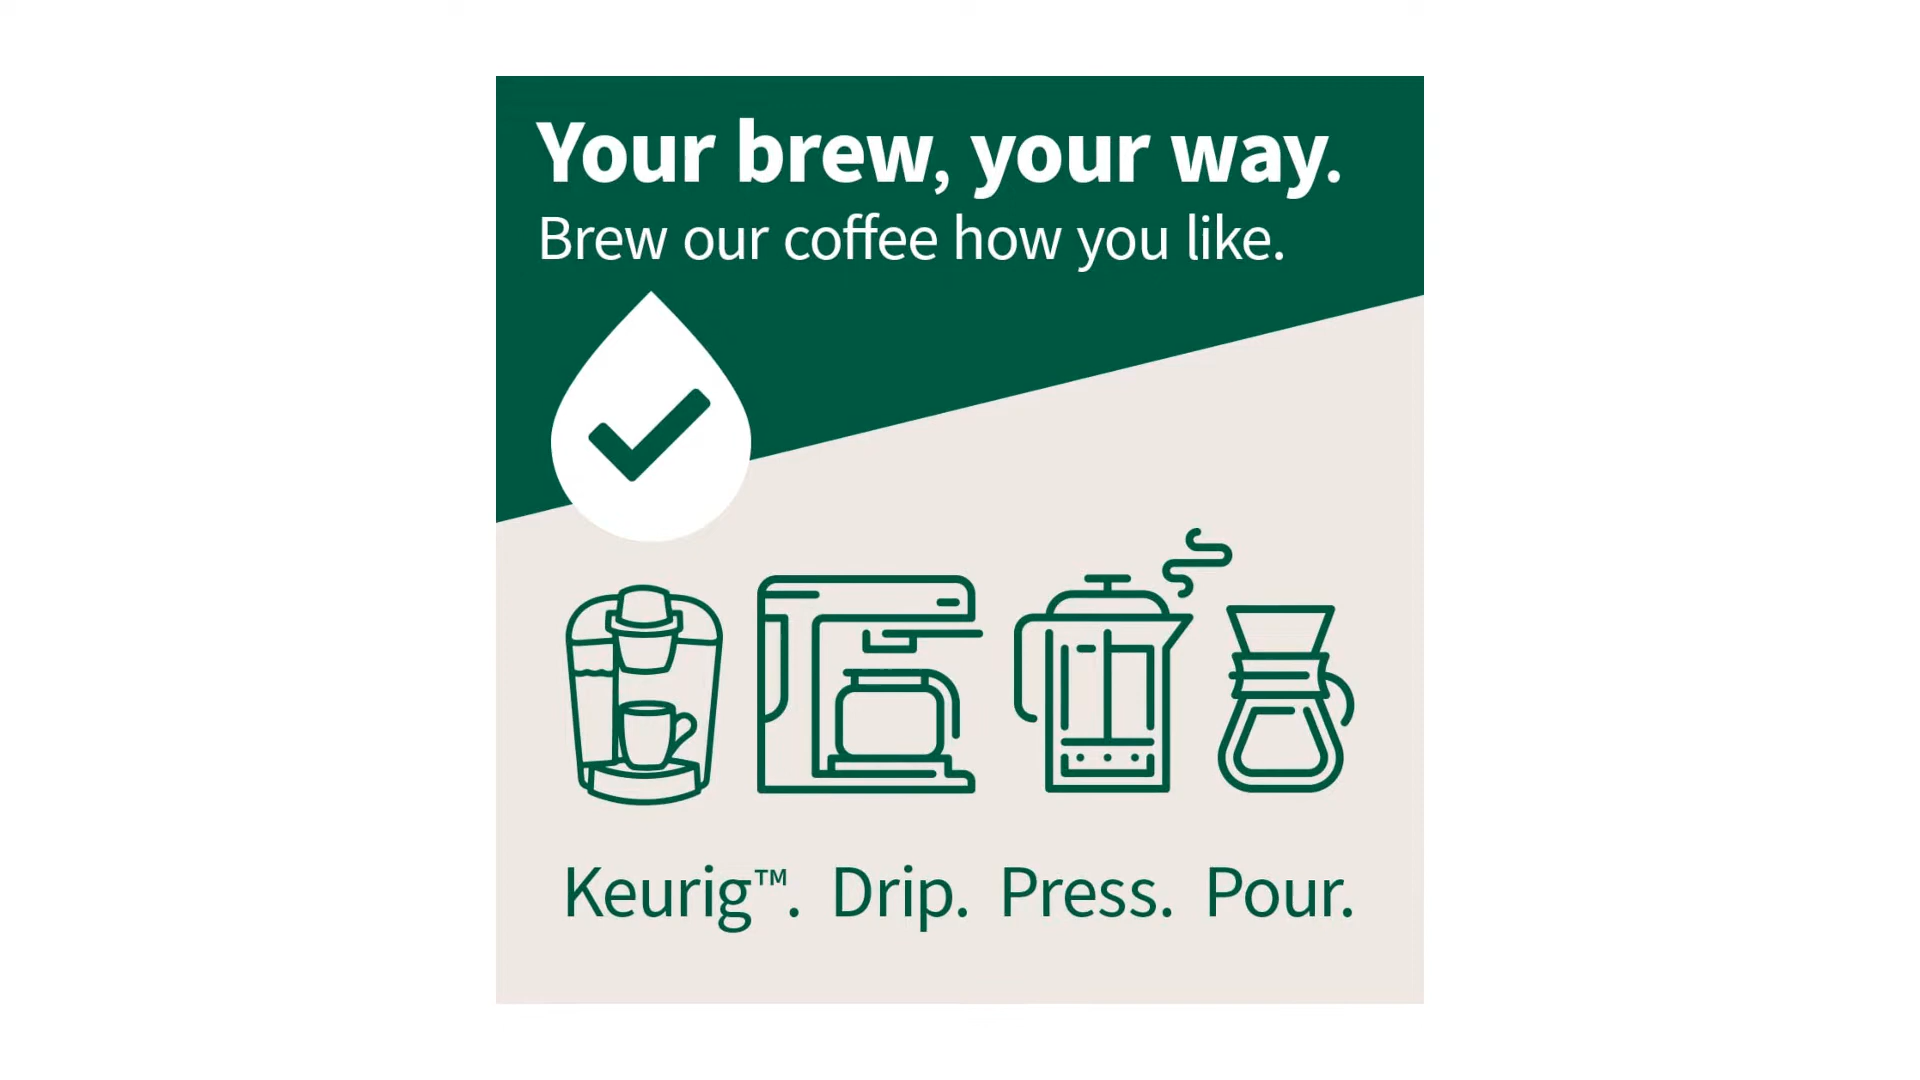 Your brew, your way.
Brew our coffee how you like.
Keurig™. Drip. Press. Pour.